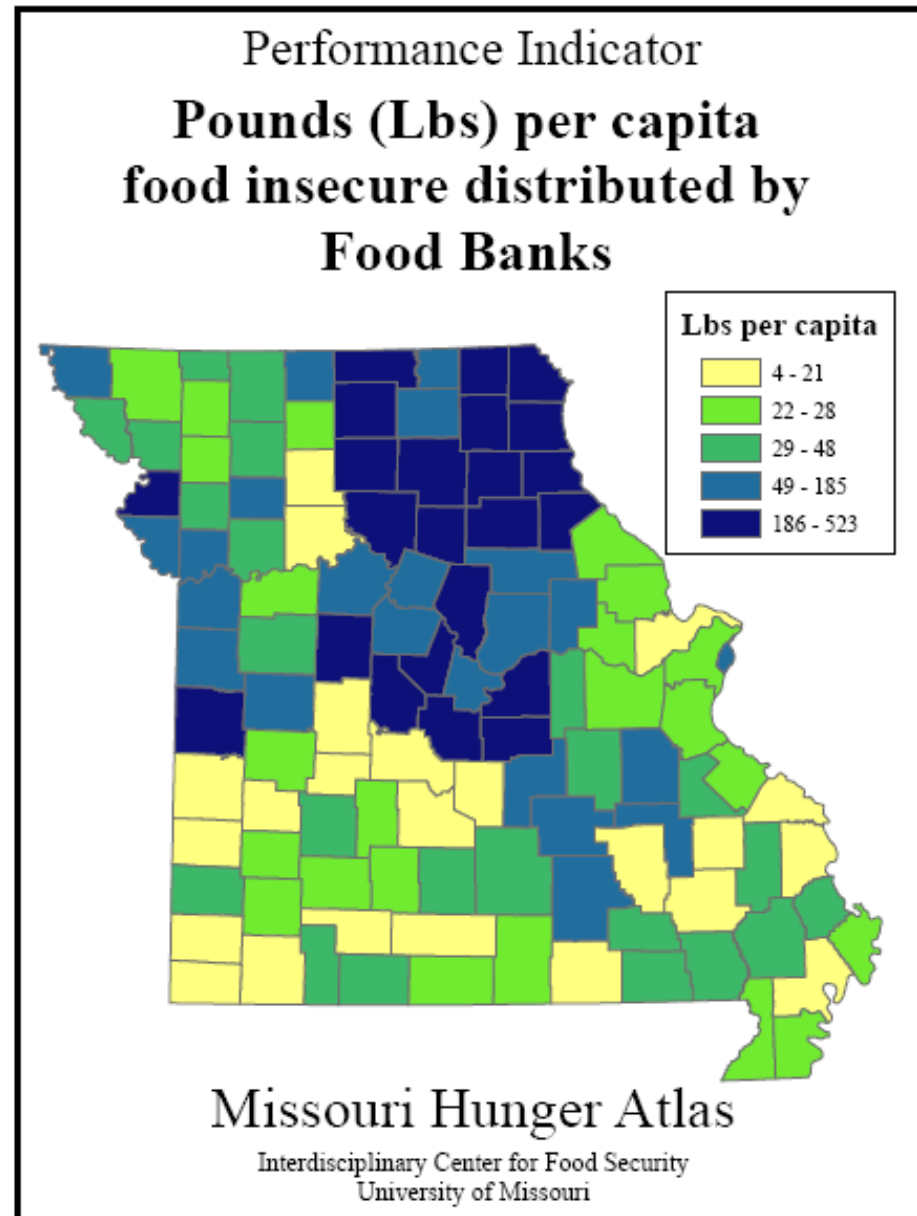 Performance Indicator
Pounds (Lbs) per capita
food insecure distributed by
Food Banks
Lbs per capita
4 - 21
22 - 28
29 - 48
49 - 185
186 - 523
Missouri Hunger Atlas
Interdisciplinary Center for Food Security
University of Missouri